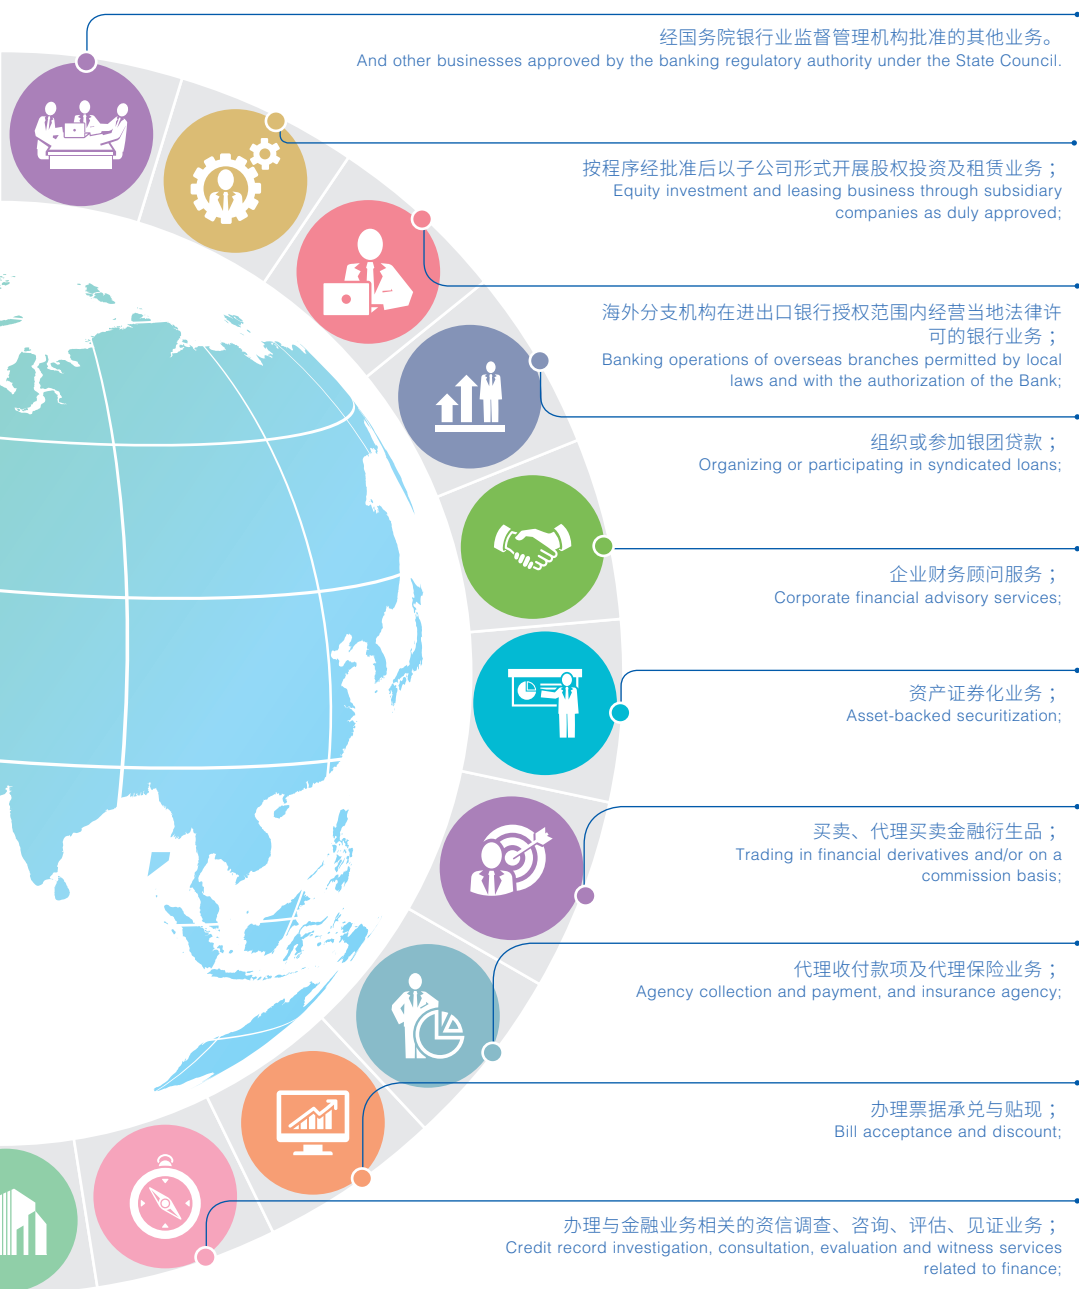 经国务院银行业监督管理机构批准的其他业务。
And other businesses approved by the banking regulatory authority under the State Council.
按程序经批准后以子公司形式开展股权投资及租赁业务；
Equity investment and leasing business through subsidiary
companies as duly approved;
海外分支机构在进出口银行授权范围内经营当地法律许
可的银行业务；
Banking operations of overseas branches permitted by local
laws and with the authorization of the Bank;
组织或参加银团贷款；
Organizing or participating in syndicated loans;
企业财务顾问服务；
Corporate financial advisory services;
资产证券化业务；
Asset-backed securitization;
买卖、代理买卖金融衍生品；
Trading in financial derivatives and/or on a
commission basis;
代理收付款项及代理保险业务；
Agency collection and payment, and insurance agency;
办理票据承兑与贴现；
Bill acceptance and discount;
办理与金融业务相关的资信调查、咨询、评估、见证业务；
Credit record investigation, consultation, evaluation and witness services
related to finance;